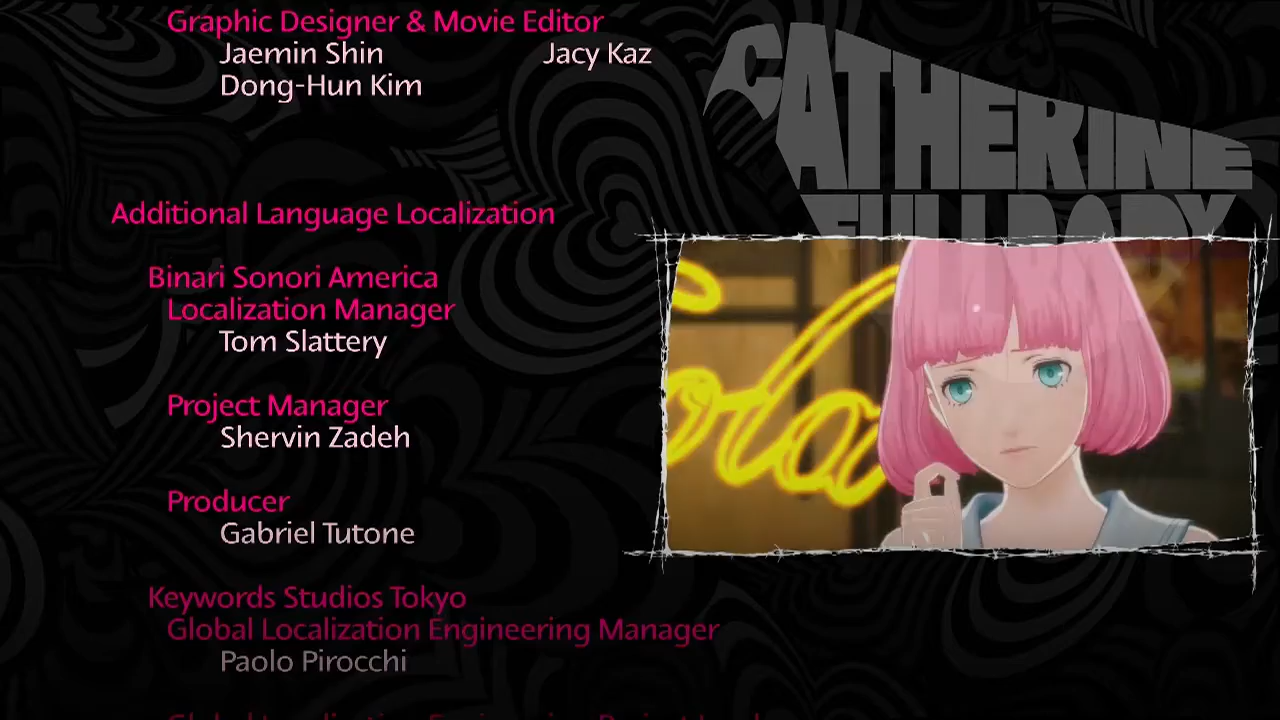 Graphic Designer & Movie Editor
Jaemin Shin Jacy Kaz
Dong-Hun Kim
CATHERINE
FULL BODY
Additional Language Localization
Binari Sonori America
Localization Manager
Tom Slattery
Project Manager
Shervin Zadeh
Producer
Gabriel Tutone
Keywords Studios Tokyo
Global Localization Engineering Manager
Paolo Pirocchi